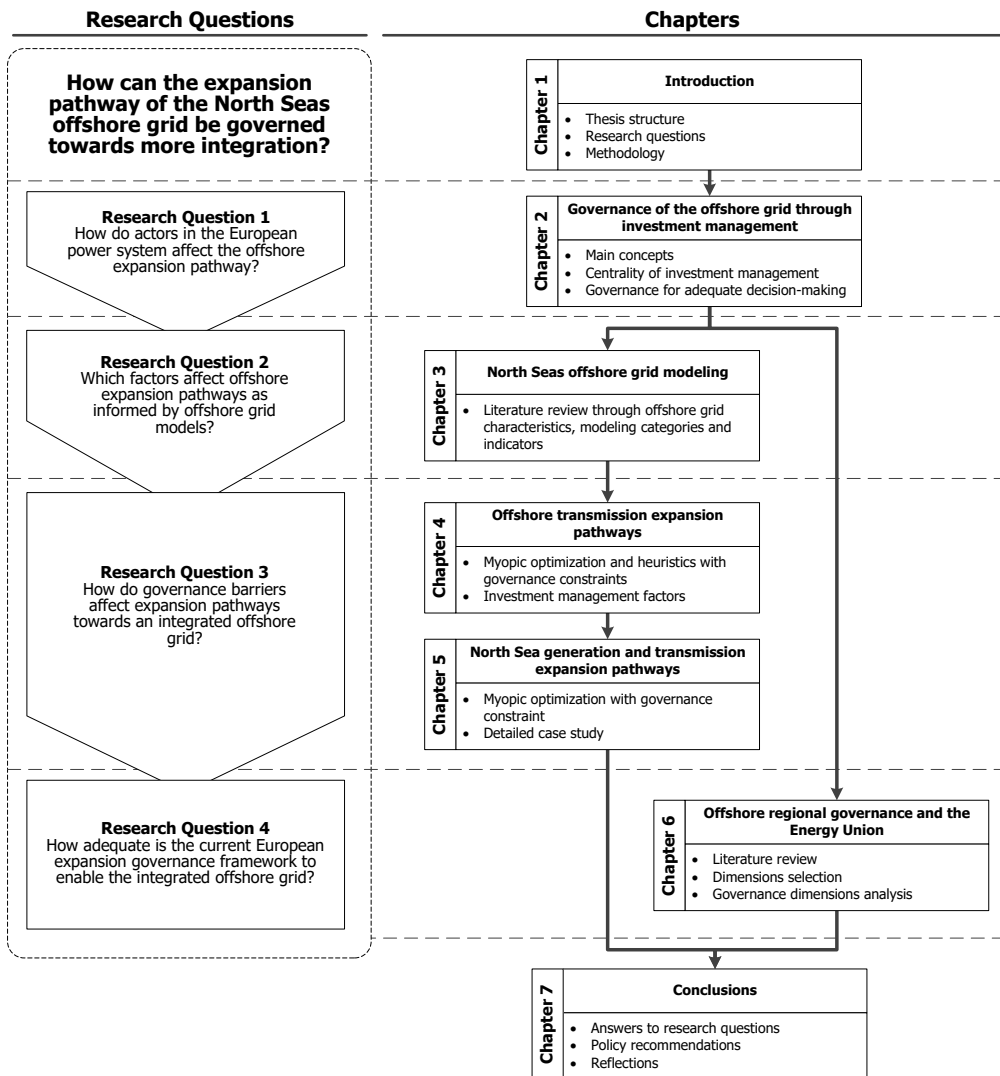 Research Questions
Chapters
How can the expansion
pathway of the North Seas
offshore grid be governed
towards more integration?
Research Question 1
How do actors in the European
power system affect the offshore
expansion pathway?
Research Question 2
Which factors affect offshore
expansion pathways as
informed by offshore grid
models?
Research Question 3
How do governance barriers
affect expansion pathways
towards an integrated offshore
grid?
Research Question 4
How adequate is the current European
expansion governance framework to
enable the integrated offshore grid?
Chapter 1
Introduction
• Thesis structure
• Research questions
• Methodology
Chapter 2
Governance of the offshore grid through
investment management
• Main concepts
• Centrality of investment management
• Governance for adequate decision-making
Chapter 3
North Seas offshore grid modeling
• Literature review through offshore grid
characteristics, modeling categories and
indicators
Chapter 4
Offshore transmission expansion
pathways
• Myopic optimization and heuristics with
governance constraints
• Investment management factors
Chapter 5
North Sea generation and transmission
expansion pathways
• Myopic optimization with governance
constraint
• Detailed case study
Chapter 6
Offshore regional governance and the
Energy Union
• Literature review
• Dimensions selection
• Governance dimensions analysis
Chapter 7
Conclusions
• Answers to research questions
• Policy recommendations
• Reflections